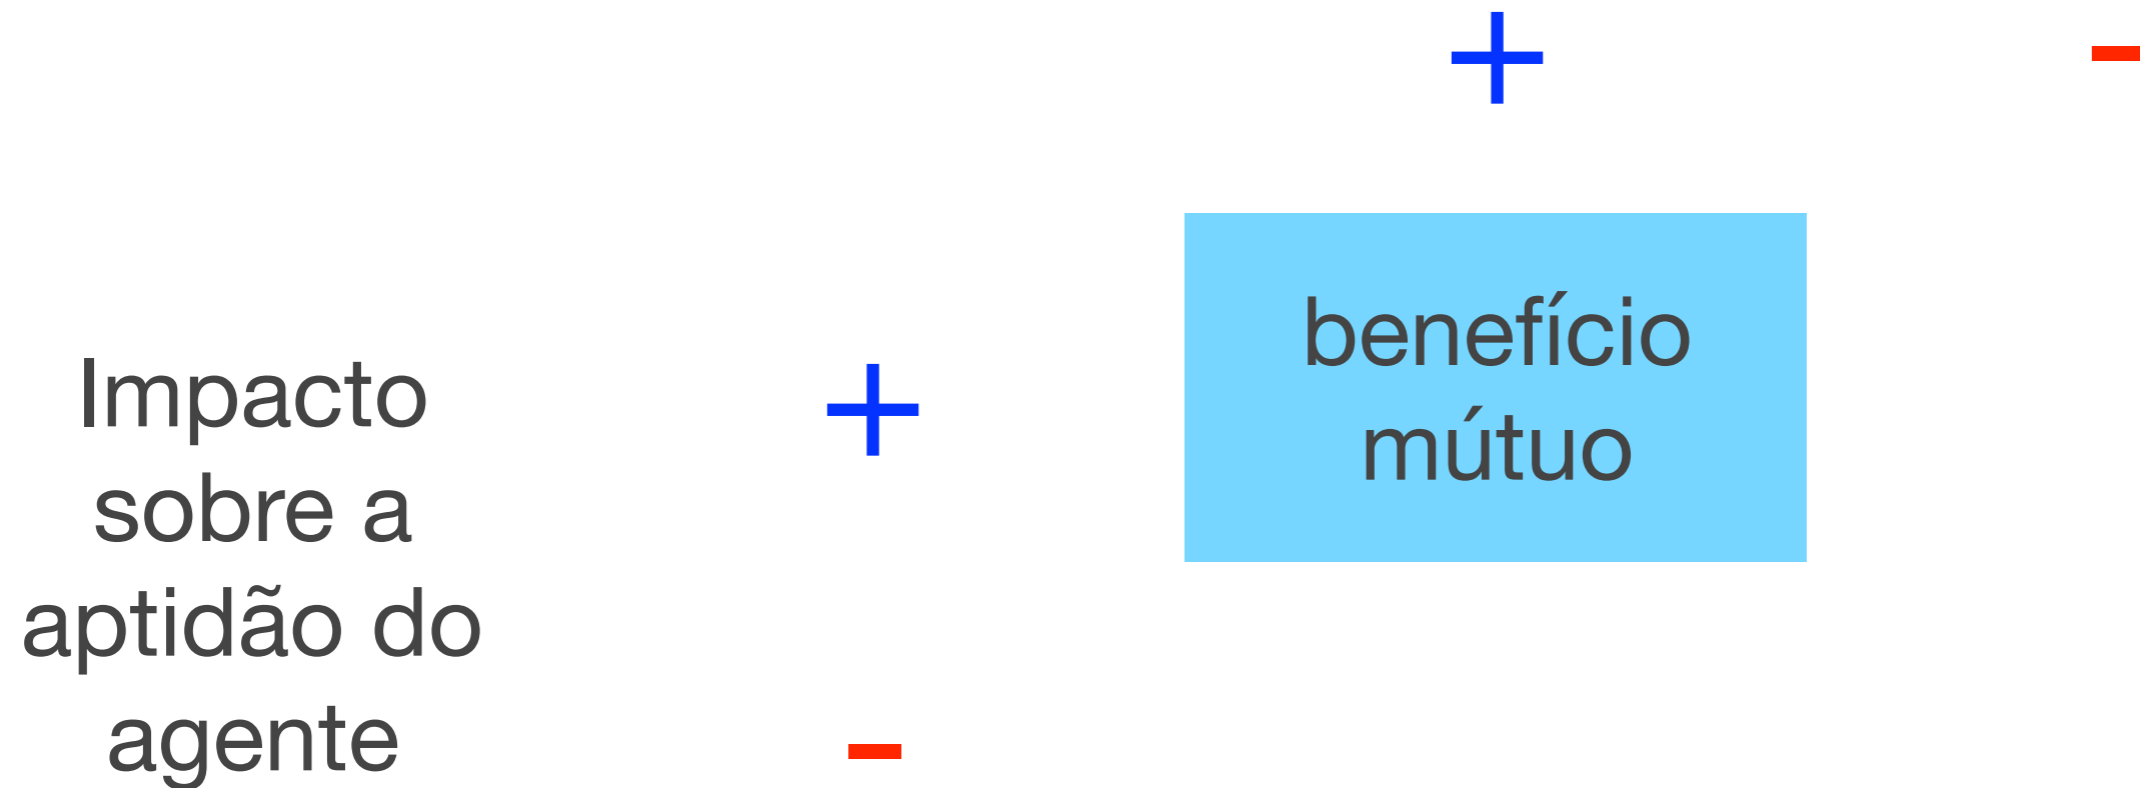 + -
benefício
mútuo
+
Impacto
sobre a
aptidão do
agente
-